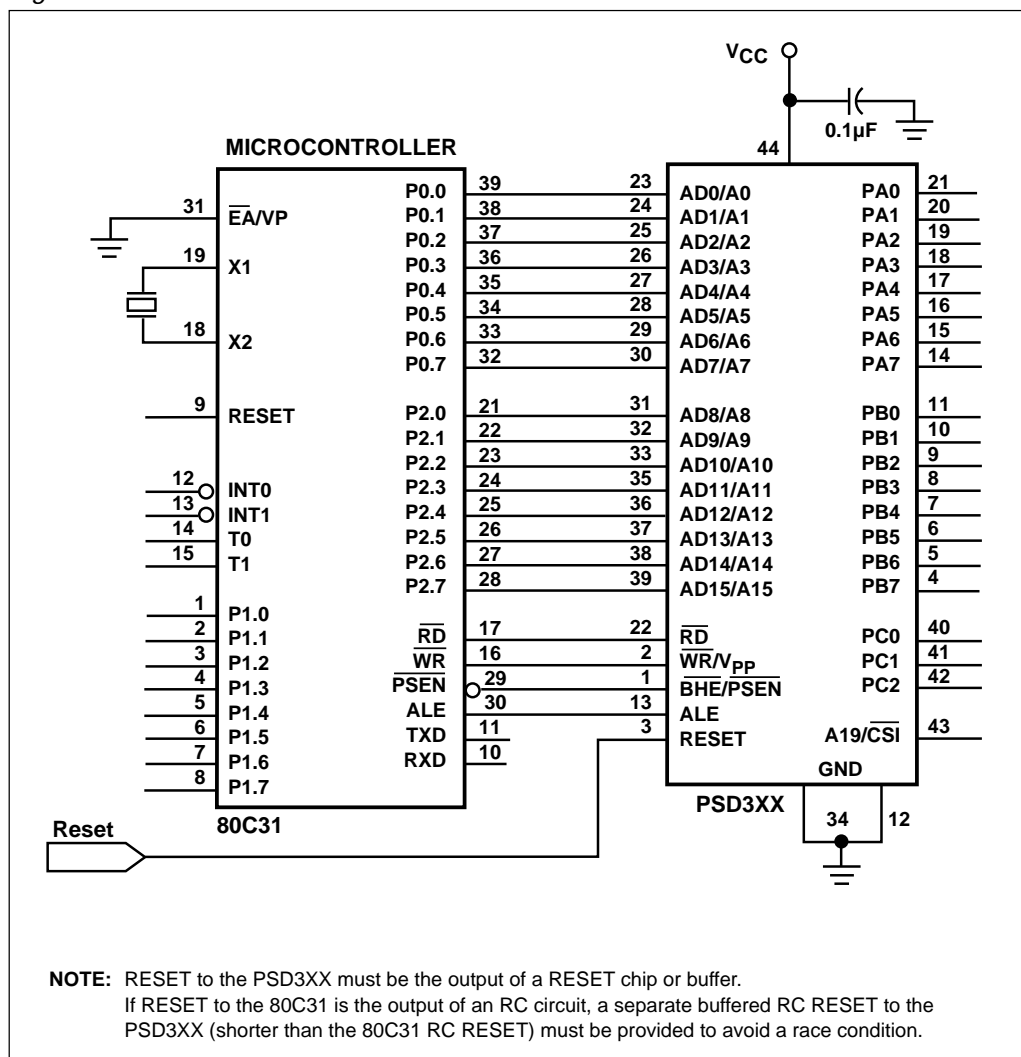 VCC
0.1µF
44
MICROCONTROLLER
31 EA/VP
19 X1
18 X2
9 RESET
12 INT0
13 INT1
14 T0
15 T1
1 P1.0
2 P1.1
3 P1.2
4 P1.3
5 P1.4
6 P1.5
7 P1.6
8 P1.7
P0.0 39
P0.1 38
P0.2 37
P0.3 36
P0.4 35
P0.5 34
P0.6 33
P0.7 32
P2.0 21
P2.1 22
P2.2 23
P2.3 24
P2.4 25
P2.5 26
P2.6 27
P2.7 28
RD 17
WR 16
PSEN 29
ALE 30
TXD 11
RXD 10
80C31
23 AD0/A0
24 AD1/A1
25 AD2/A2
26 AD3/A3
27 AD4/A4
28 AD5/A5
29 AD6/A6
30 AD7/A7
31 AD8/A8
32 AD9/A9
33 AD10/A10
35 AD11/A11
36 AD12/A12
37 AD13/A13
38 AD14/A14
39 AD15/A15
22 RD
2 WR/VPP
1 BHE/PSEN
13 ALE
3 RESET
PA0 21
PA1 20
PA2 19
PA3 18
PA4 17
PA5 16
PA6 15
PA7 14
PB0 11
PB1 10
PB2 9
PB3 8
PB4 7
PB5 6
PB6 5
PB7 4
PC0 40
PC1 41
PC2 42
A19/CSI 43
GND
PSD3XX
34 12
Reset
NOTE: RESET to the PSD3XX must be the output of a RESET chip or buffer.
If RESET to the 80C31 is the output of an RC circuit, a separate buffered RC RESET to the
PSD3XX (shorter than the 80C31 RC RESET) must be provided to avoid a race condition.